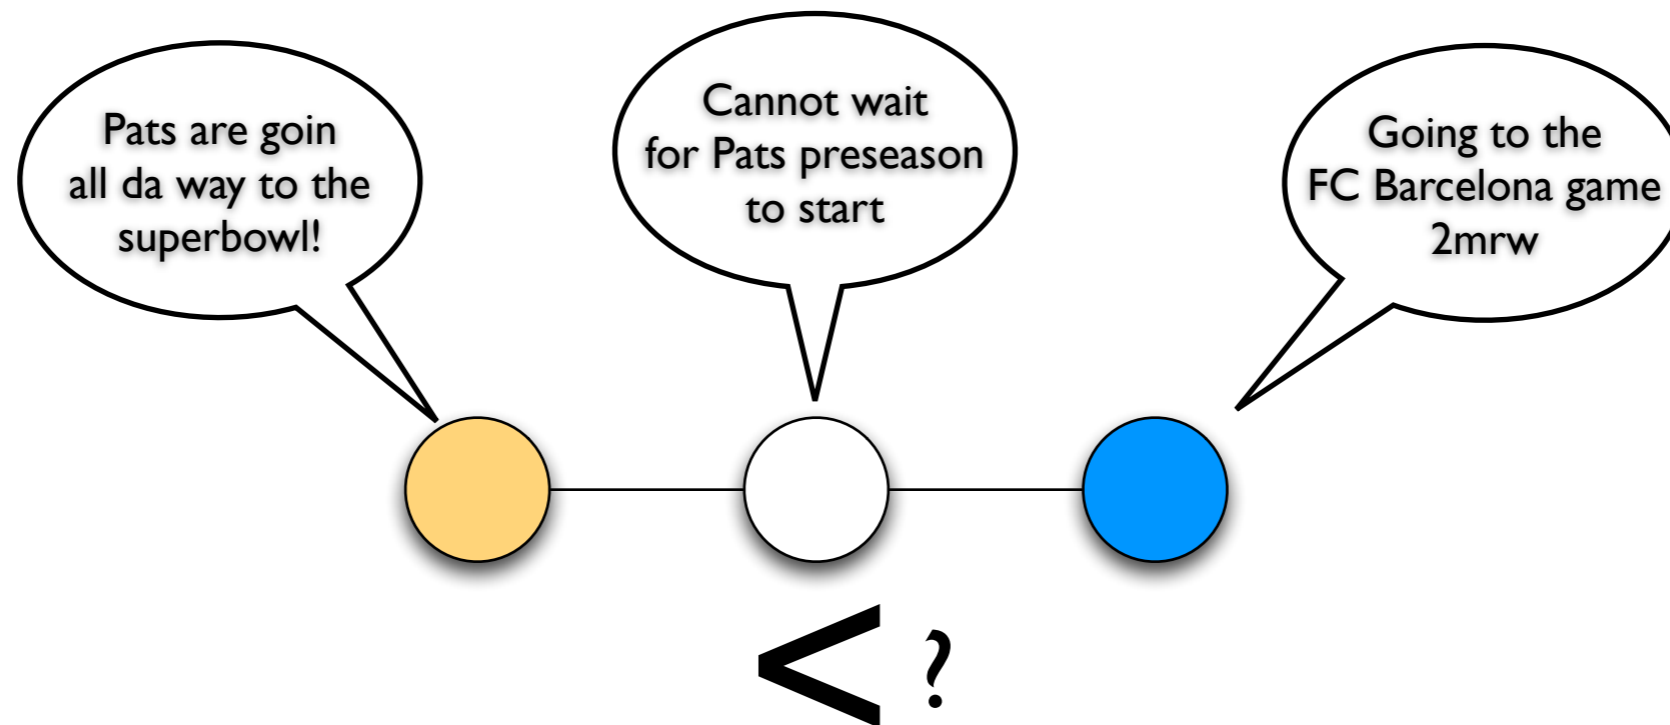 Pats are goin
all da way to the
superbowl!
Cannot wait
for Pats preseason
to start
Going to the
FC Barcelona game
2mrw
< ?